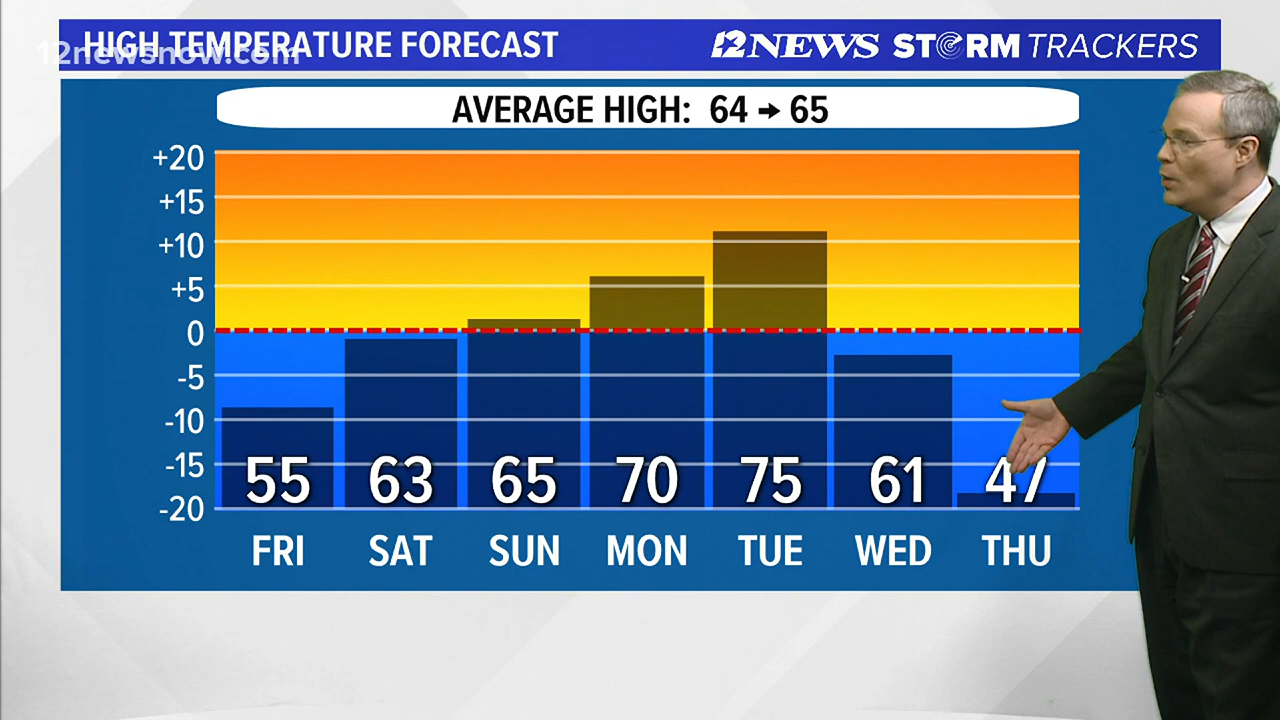 HIGH TEMPERATURE FORECAST
12newsnow.com
12NEWS STORM TRACKERS
AVERAGE HIGH: 64 → 65
+20
+15
+10
+5
0
-5
-10
-15
-20
55 63 65 70 75 61 47
FRI SAT SUN MON TUE WED THU